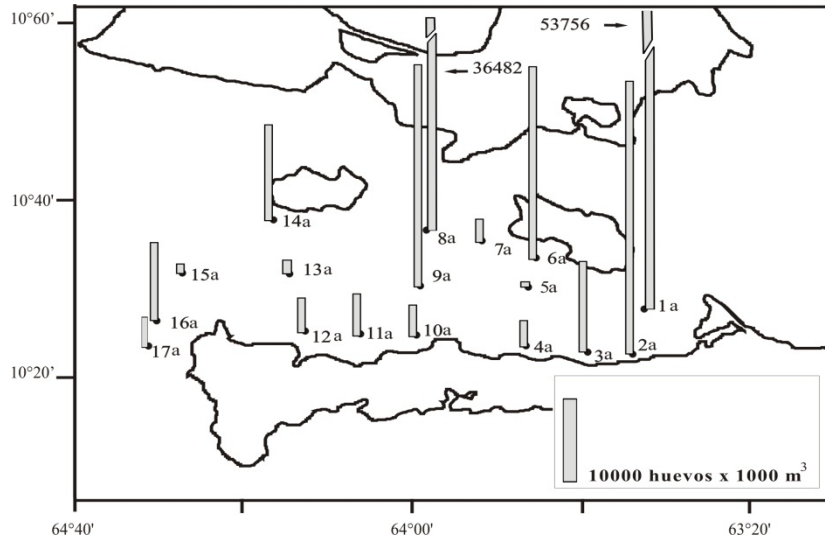 10°60'
53756
36482
14a
8a
7a
6a
10°40'
15a
13a
9a
5a
1a
16a
12a
11a
10a
17a
4a
3a
2a
10°20'
10000 huevos x 1000 m³
64°40'
64°00'
63°20'